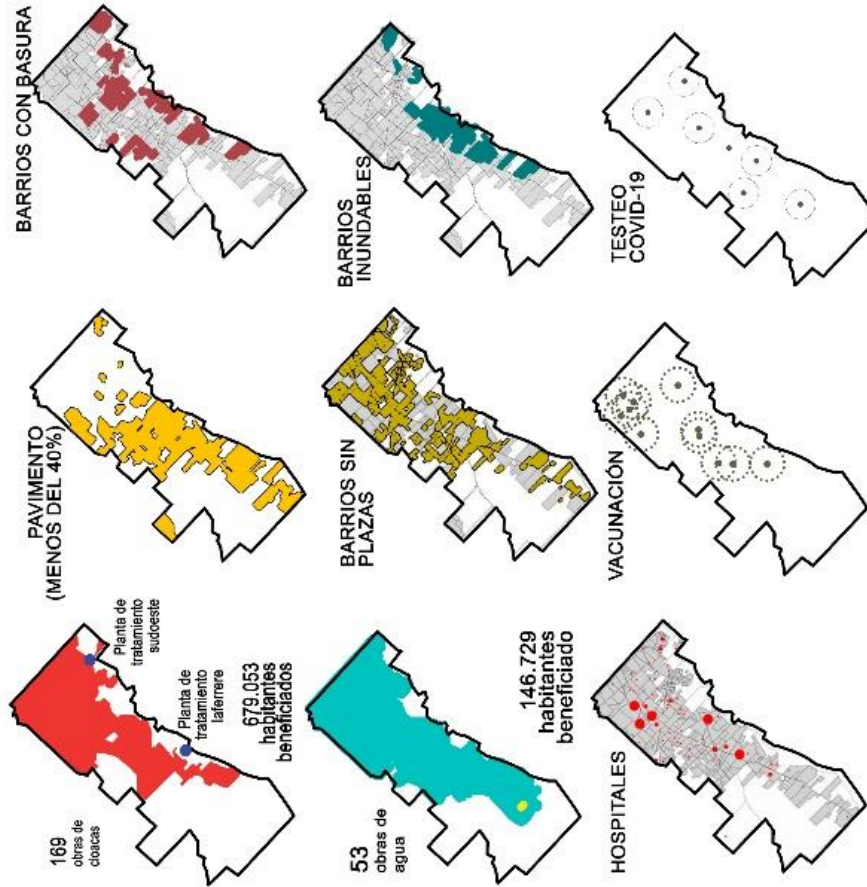 169
obras de
cloacas
Planta de
tratamiento
sudoeste
Planta de
tratamiento
laferrere
679.053
habitantes
beneficiados
PAVIMENTO
(MENOS DEL 40%)
BARRIOS CON BASURA
53
obras de
agua
146.729
habitantes
beneficiado
BARRIOS SIN
PLAZAS
BARRIOS
INUNDABLES
HOSPITALES
VACUNACIÓN
TESTEO
COVID-19